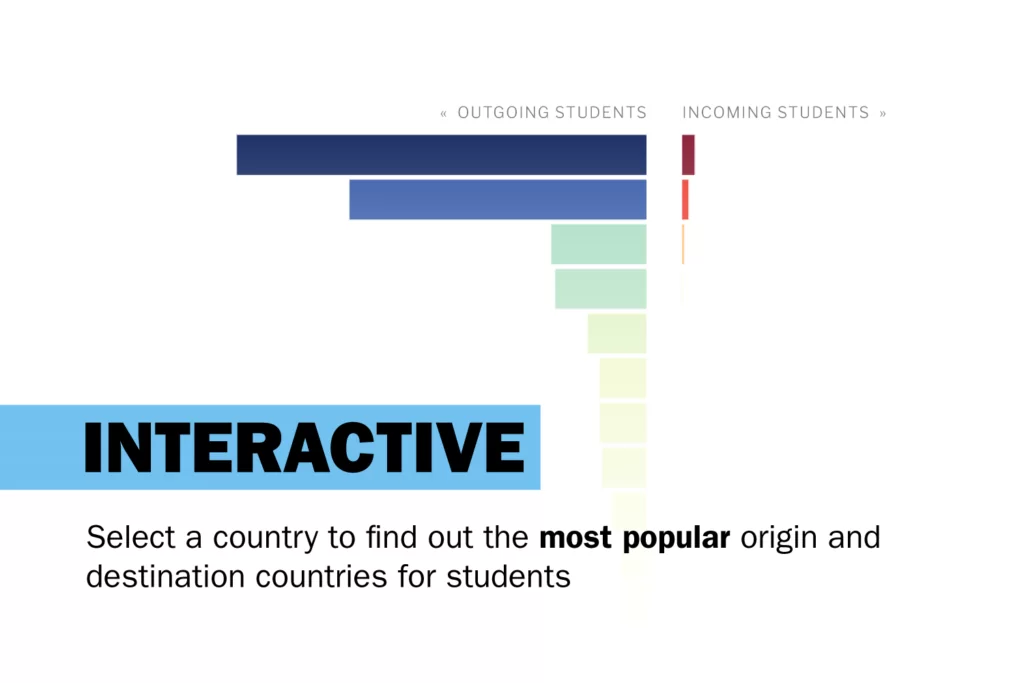 « OUTGOING STUDENTS INCOMING STUDENTS »
INTERACTIVE
Select a country to find out the most popular origin and
destination countries for students